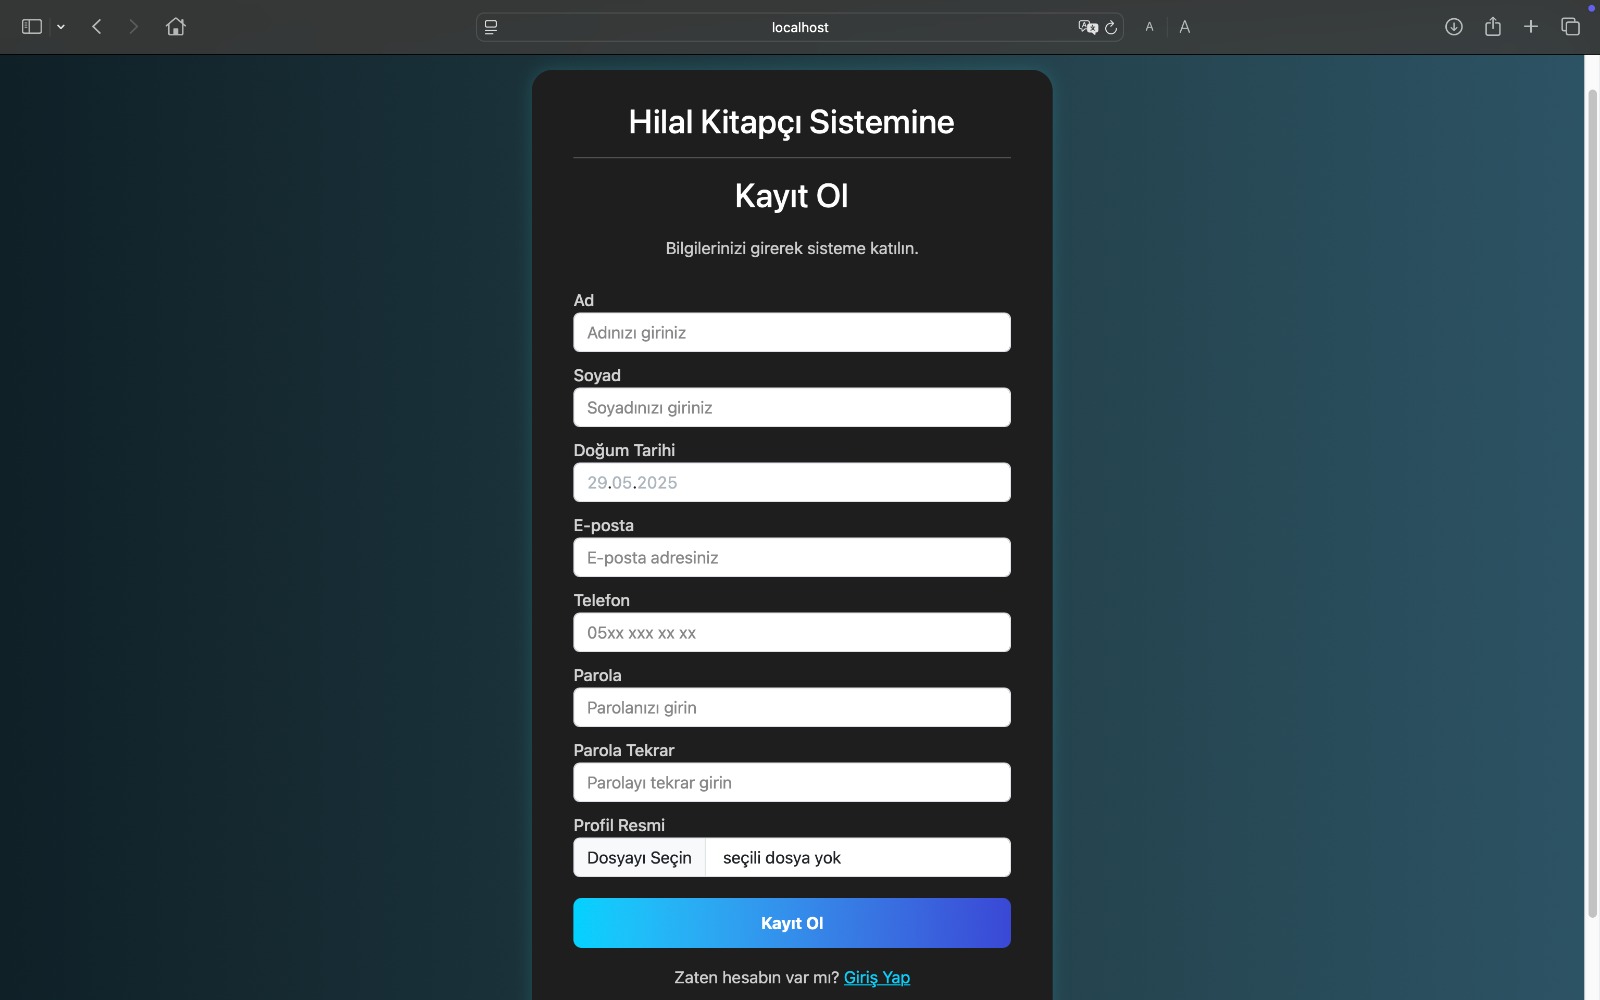 localhost
A A
Hilal Kitapçı Sistemine
Kayıt Ol
Bilgilerinizi girerek sisteme katılın.
Ad
Adınızı giriniz
Soyad
Soyadınızı giriniz
Doğum Tarihi
29.05.2025
E-posta
E-posta adresiniz
Telefon
05xx xxx xx xx
Parola
Parolanızı girin
Parola Tekrar
Parolayı tekrar girin
Profil Resmi
Dosyayı Seçin seçili dosya yok
Kayıt Ol
Zaten hesabın var mı? Giriş Yap